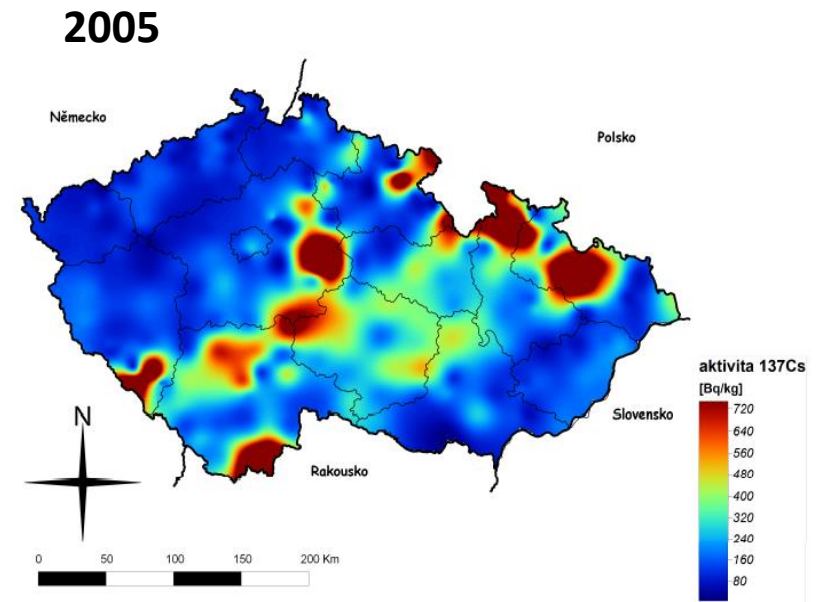 2005
Německo
Polsko
aktivita 137Cs
[Bq/kg]
720
640
560
480
400
320
240
160
80
Slovensko
Rakousko
N
0 50 100 150 200 Km